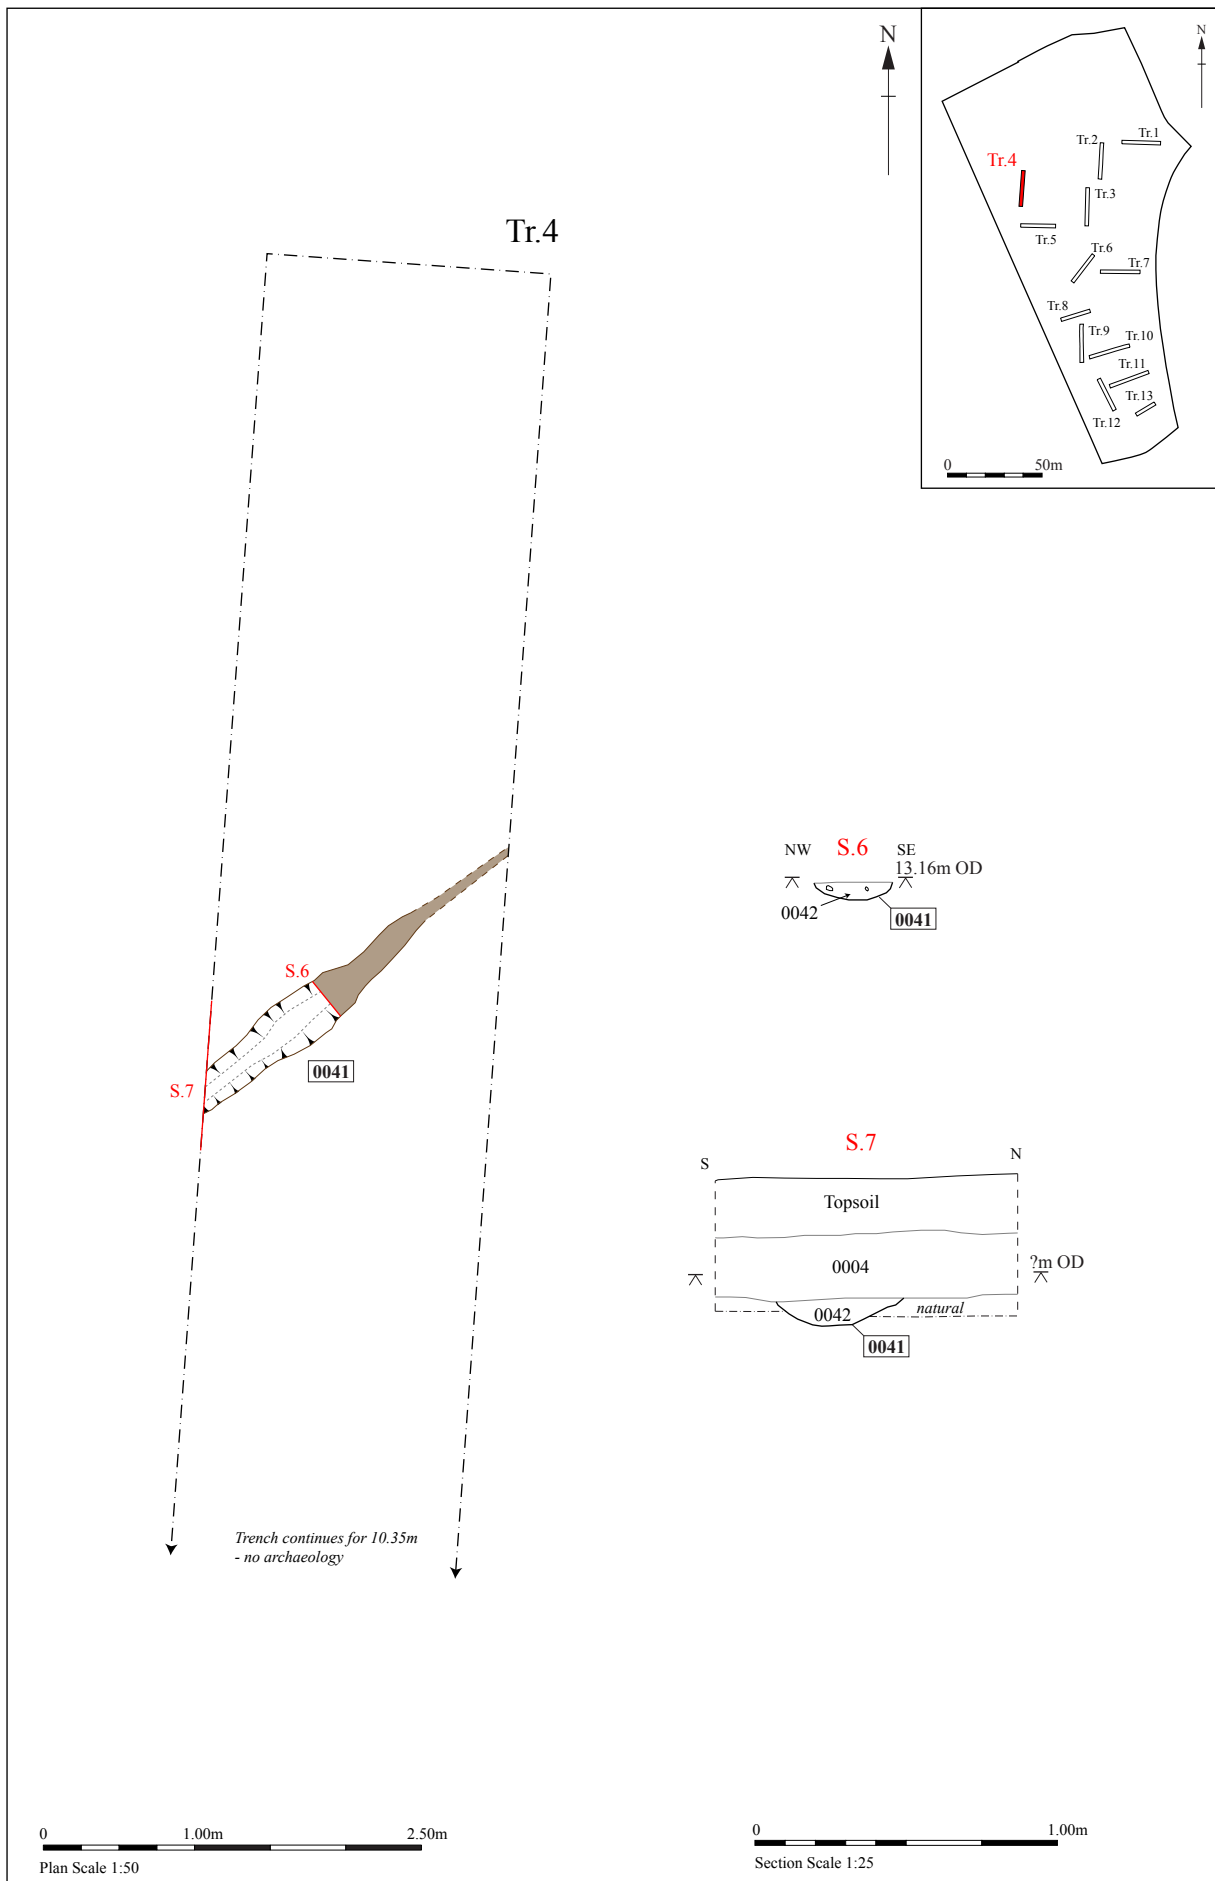 N
Tr.4
S.6
S.7
0041
Trench continues for 10.35m
- no archaeology
0 1.00m 2.50m
Plan Scale 1:50
N
Tr.1
Tr.2
Tr.4
Tr.3
Tr.5
Tr.6
Tr.7
Tr.8
Tr.9
Tr.10
Tr.11
Tr.13
Tr.12
0 50m
NW S.6 SE
13.16m OD
0042
0041
S.7
S N
Topsoil
0004
?m OD
0042
natural
0041
0 1.00m
Section Scale 1:25